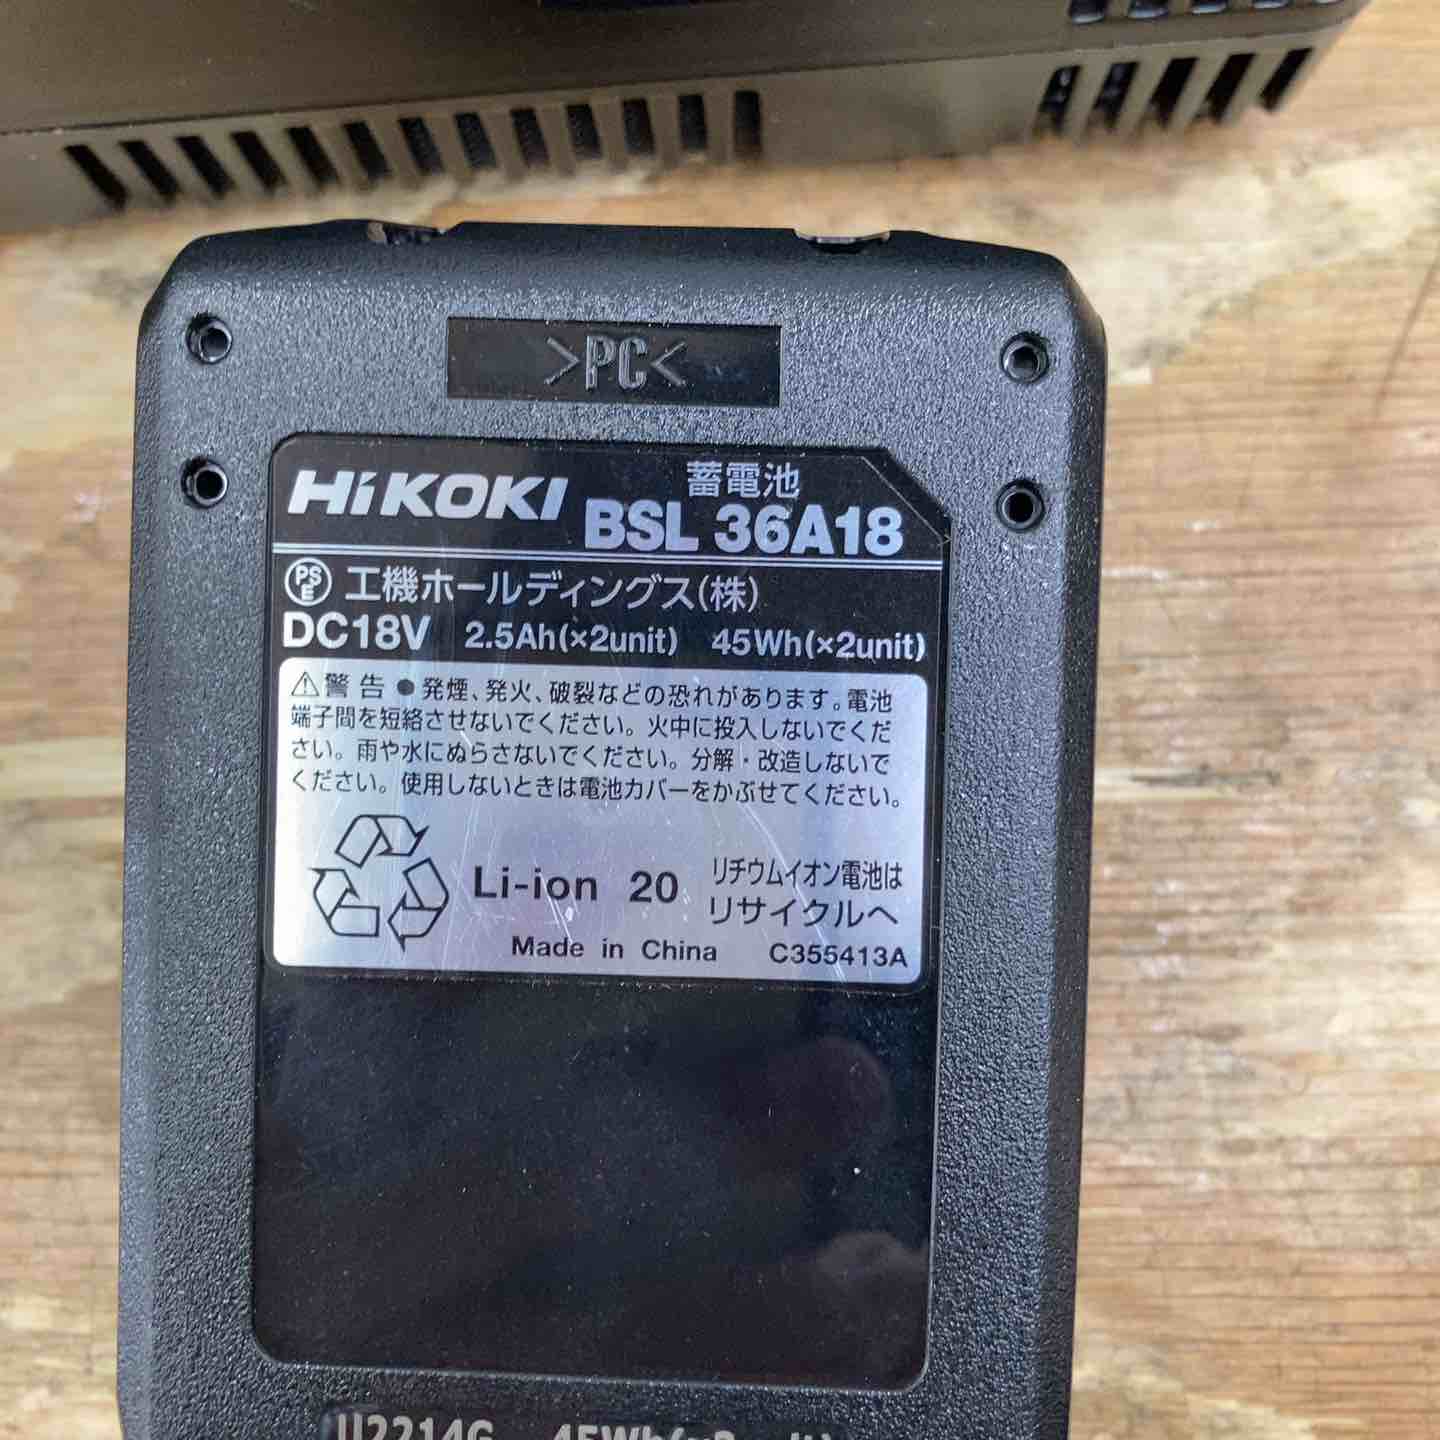 >PC<
HiKOKI
蓄電池
BSL 36A18
PSE 工機ホールディングス(株)
DC18V 2.5Ah(×2unit) 45Wh(×2unit)
⚠警告 ●発煙、発火、破裂などの恐れがあります。電池
端子間を短絡させないでください。火中に投入しないでくだ
さい。雨や水にぬらさないでください。分解・改造しないで
ください。使用しないときは電池カバーをかぶせてください。
Li-ion 20
リチウムイオン電池は
リサイクルへ
Made in China C355413A